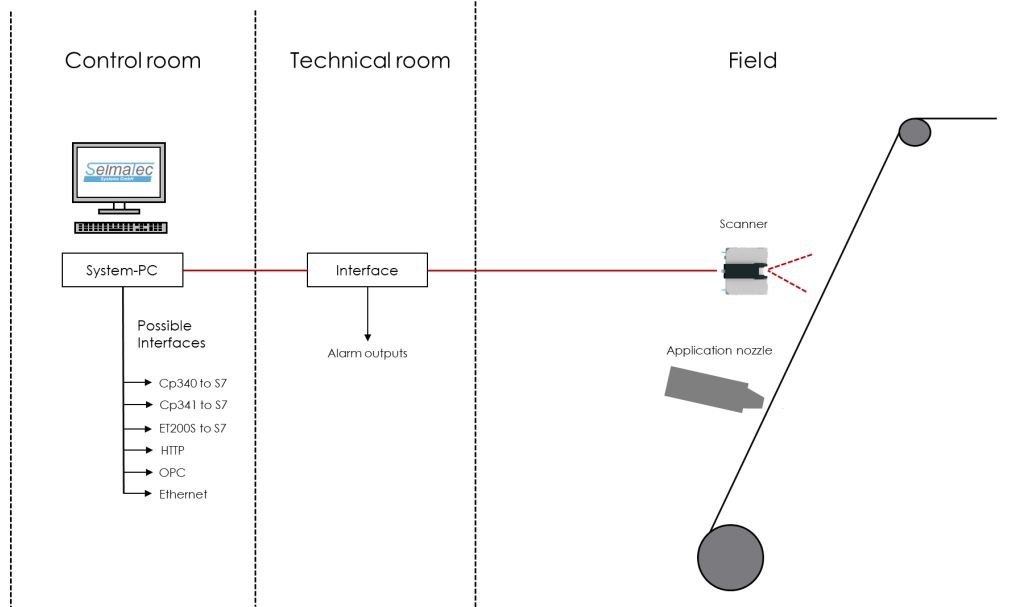 Control room
Technical room
Field
Selmatec
Systems GmbH
System-PC
Interface
Scanner
Possible
Interfaces
Alarm outputs
Application nozzle
Cp340 to S7
Cp341 to S7
ET200S to S7
HTTP
OPC
Ethernet